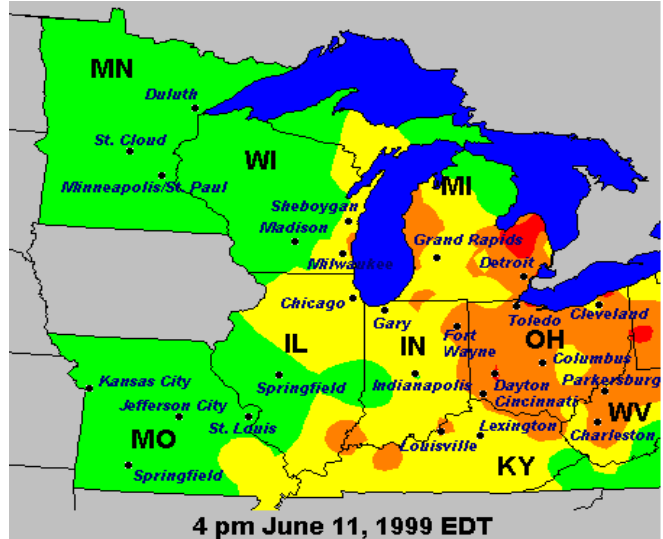 MN
Duluth
St. Cloud
WI
Minneapolis/St. Paul
MI
Sheboygan
Madison
Grand Rapids
Milwaukee
Detroit
Chicago
Gary
Toledo
Cleveland
IL
IN
Fort
Wayne
OH
Columbus
Kansas City
Springfield
Indianapolis
Dayton
Parkersburg
Cincinnati
Jefferson City
St. Louis
WV
MO
Louisville
Lexington
Charleston
Springfield
KY
4 pm June 11, 1999 EDT